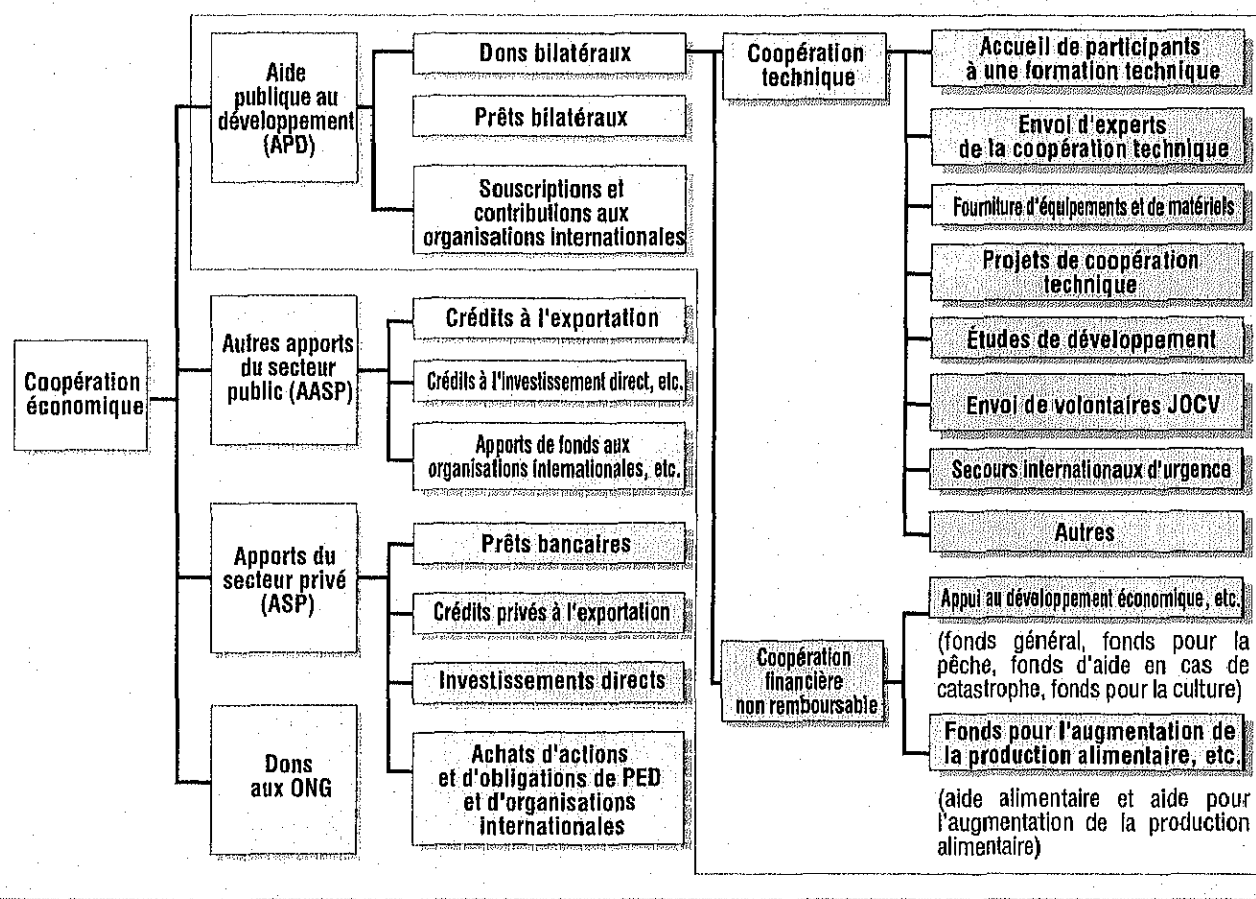 Coopération
économique
Aide
publique au
développement
(APD)
Dons bilatéraux
Prêts bilatéraux
Souscriptions et
contributions aux
organisations internationales
Autres apports
du secteur
public (AASP)
Crédits à l'exportation
Crédits à l'investissement direct, etc.
Apports de fonds aux
organisations internationales, etc.
Apports du
secteur privé
(ASP)
Prêts bancaires
Crédits privés à l'exportation
Investissements directs
Achats d'actions
et d'obligations de PED
et d'organisations
internationales
Dons
aux ONG
Coopération
technique
Accueil de participants
à une formation technique
Envoi d'experts
de la coopération technique
Fourniture d'équipements et de matériels
Projets de coopération
technique
Études de développement
Envoi de volontaires JOCV
Secours internationaux d'urgence
Autres
Coopération
financière
non remboursable
Appui au développement économique, etc.
(fonds général, fonds pour la
pêche, fonds d'aide en cas de
catastrophe, fonds pour la culture)
Fonds pour l'augmentation de
la production alimentaire, etc.
(aide alimentaire et aide pour
l'augmentation de la production
alimentaire)